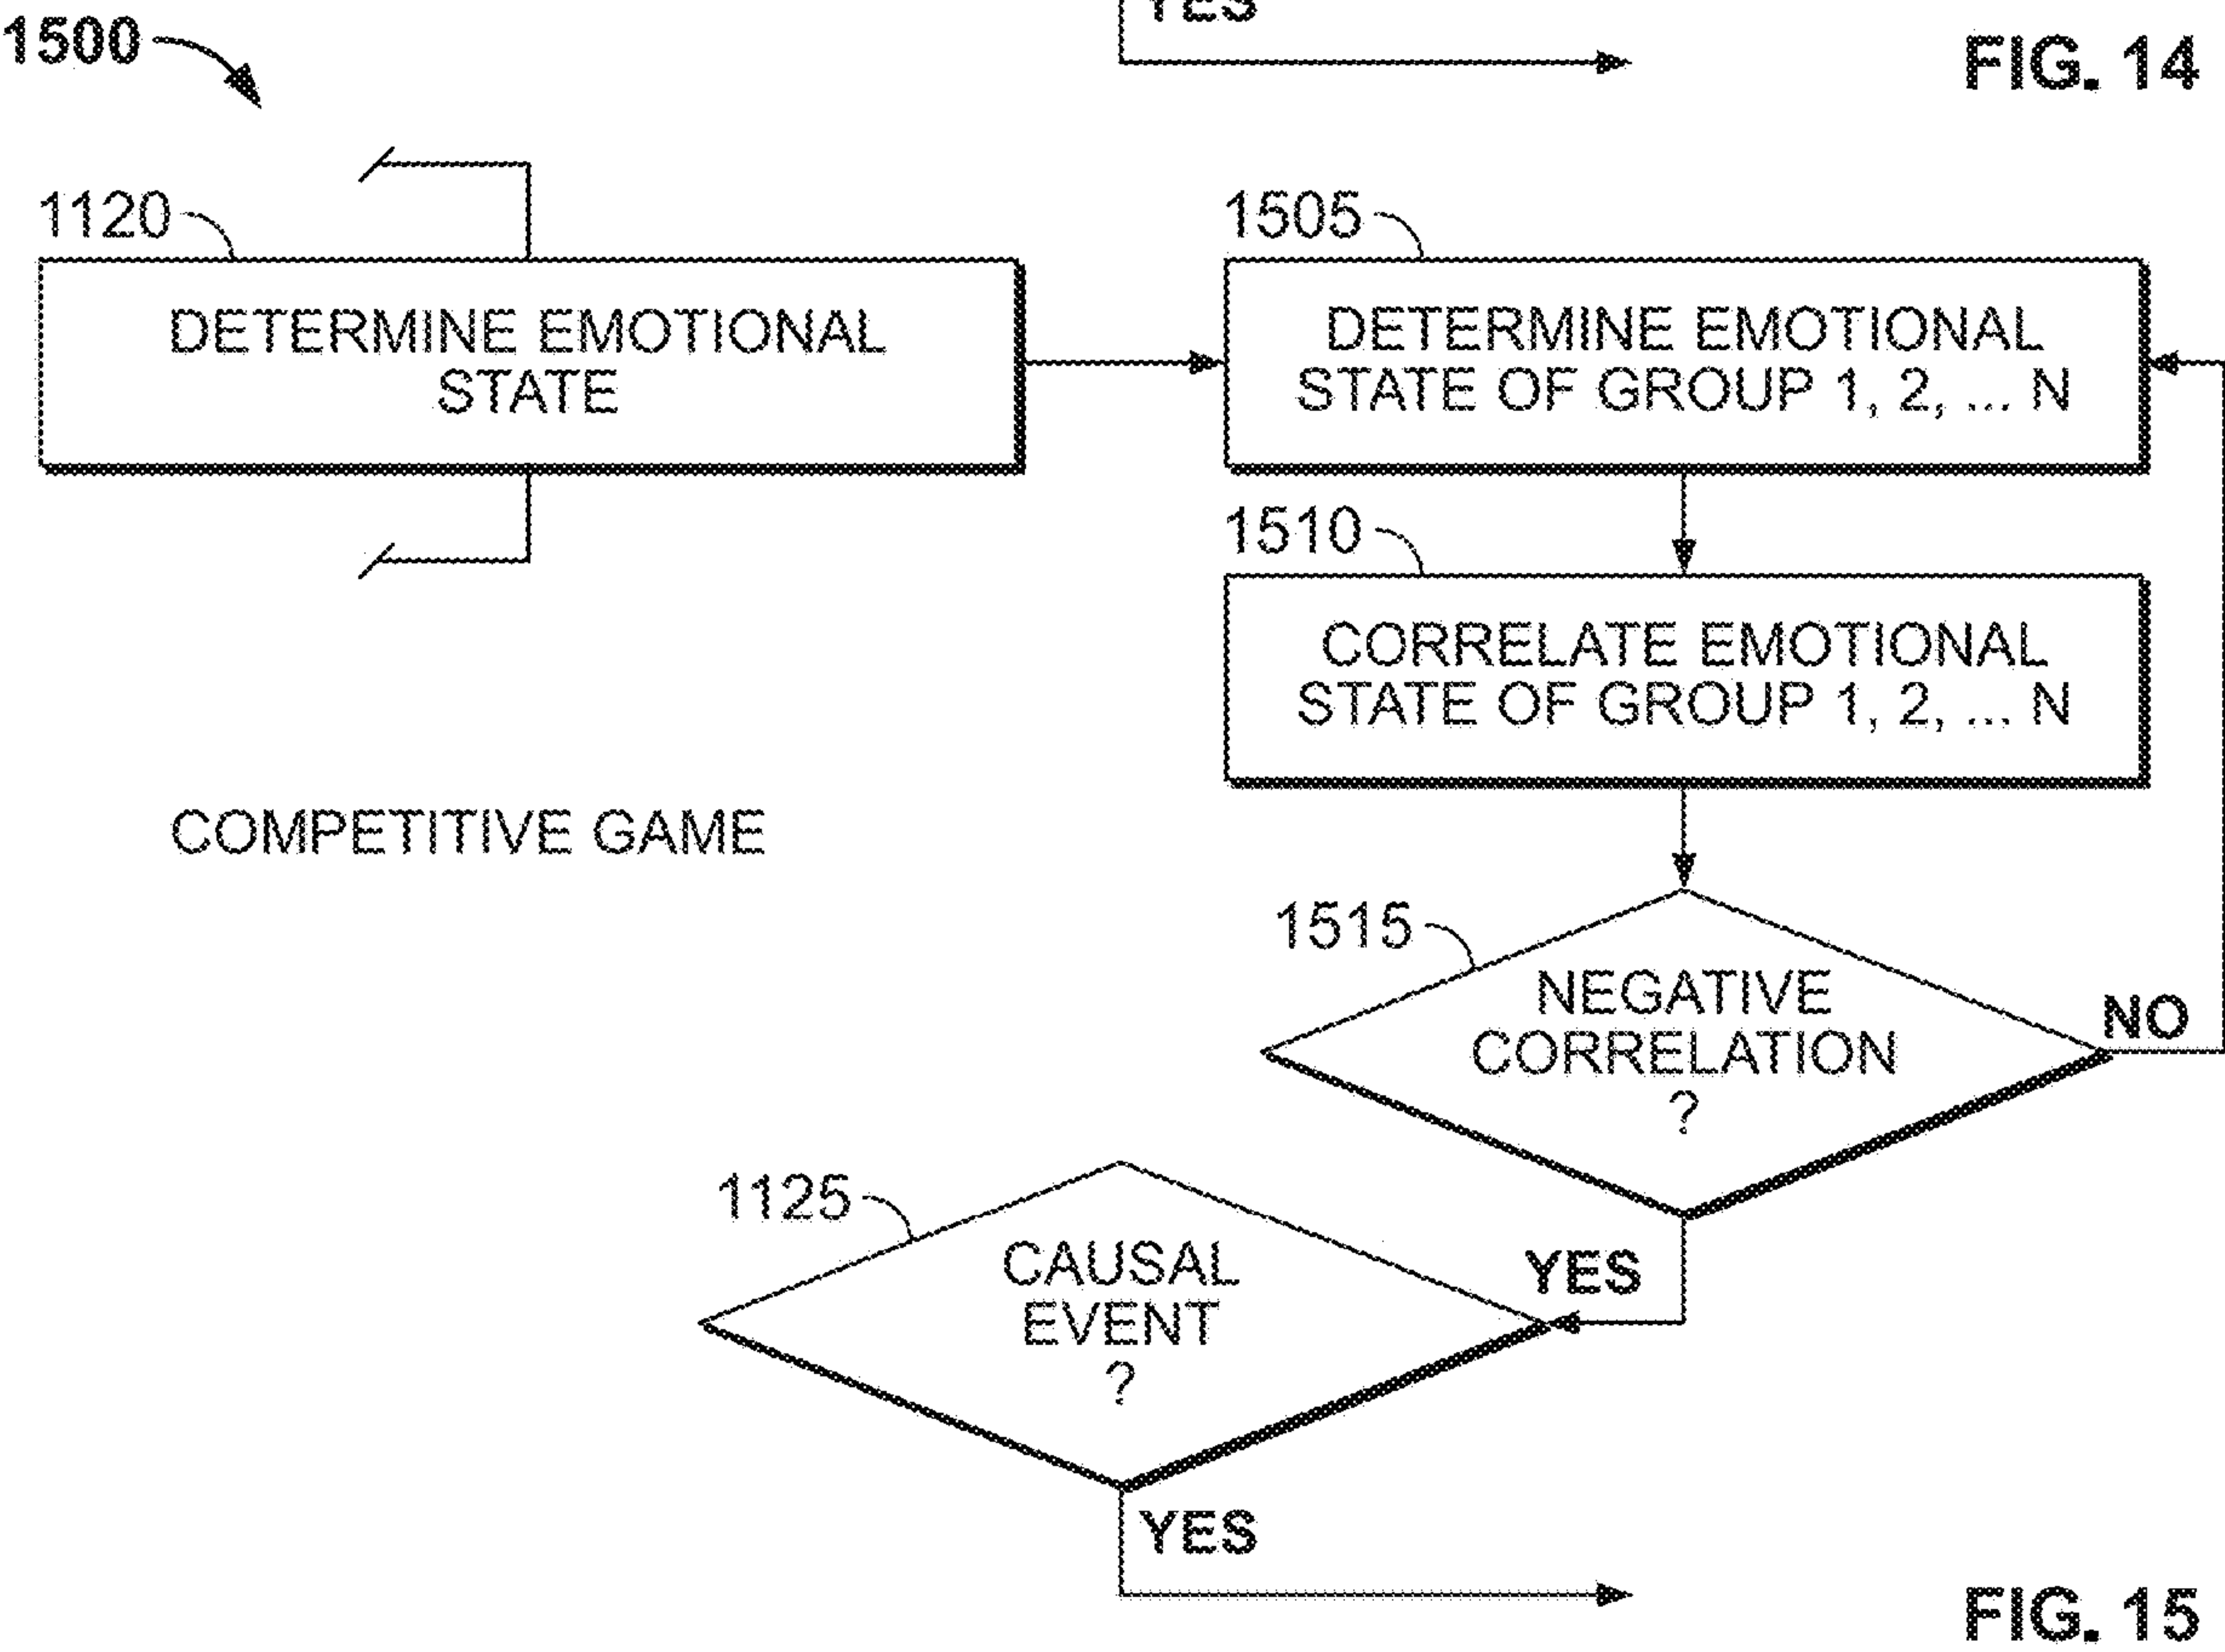 YES
1500
FIG. 14
1120
DETERMINE EMOTIONAL
STATE
1505
DETERMINE EMOTIONAL
STATE OF GROUP 1, 2, ... N
1510
CORRELATE EMOTIONAL
STATE OF GROUP 1, 2, ... N
COMPETITIVE GAME
1515
NEGATIVE
CORRELATION
?
NO
1125
CAUSAL
EVENT
?
YES
YES
FIG. 15